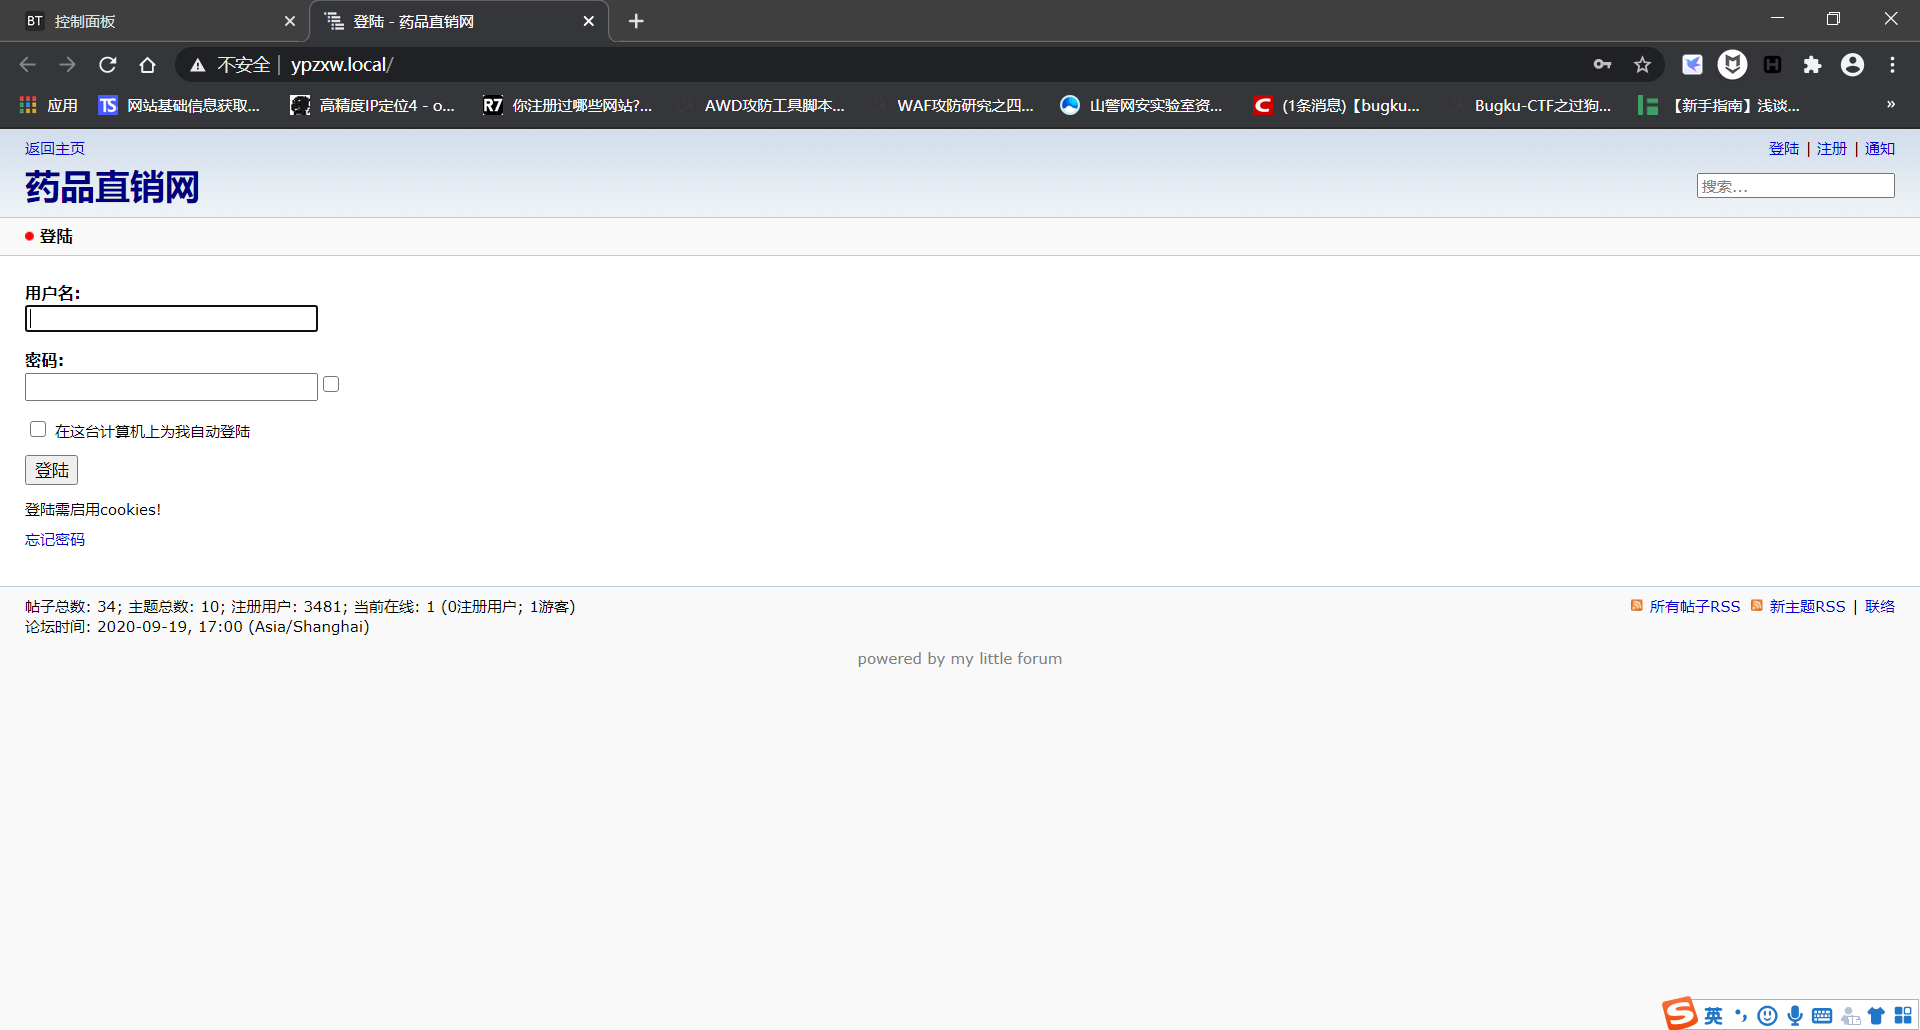 BT 控制面板
登陆 - 药品直销网
不安全 | ypzxw.local/
应用 TS 网站基础信息获取... 高精度IP定位4 - o... R7 你注册过哪些网站?... AWD攻防工具脚本... WAF攻防研究之四... 山警网安实验室资... C (1条消息)【bugku... Bugku-CTF之过狗... 【新手指南】浅谈... »
返回主页
登陆 | 注册 | 通知
药品直销网
搜索...
登陆
用户名:
密码:
在这台计算机上为我自动登陆
登陆
登陆需启用cookies!
忘记密码
帖子总数: 34; 主题总数: 10; 注册用户: 3481; 当前在线: 1 (0注册用户; 1游客)
所有帖子RSS 新主题RSS | 联络
论坛时间: 2020-09-19, 17:00 (Asia/Shanghai)
powered by my little forum
S 英